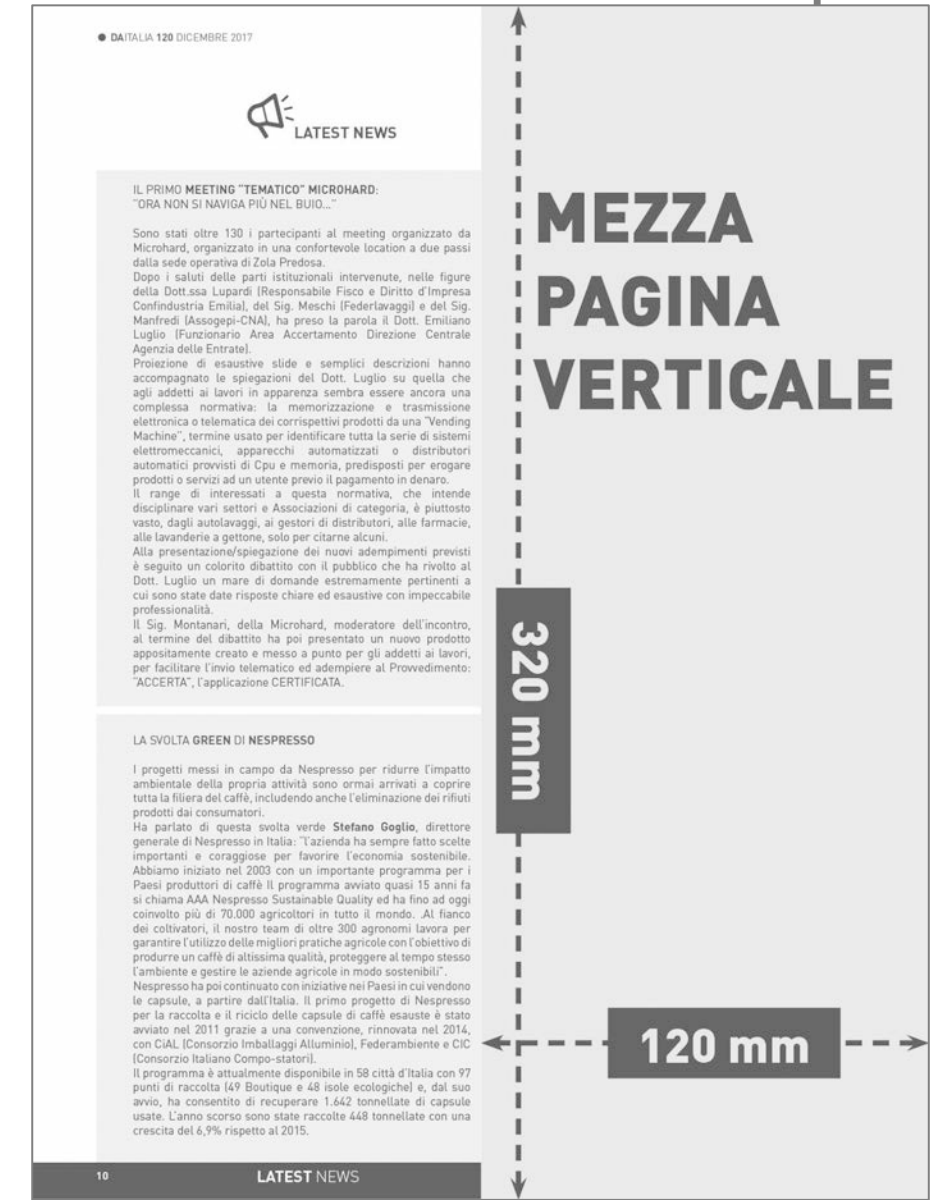 ● DAITALIA 120 DICEMBRE 2017
LATEST NEWS
IL PRIMO MEETING "TEMATICO" MICROHARD:
"ORA NON SI NAVIGA PIÙ NEL BUIO..."
Sono stati oltre 130 i partecipanti al meeting organizzato da
Microhard, organizzato in una confortevole location a due passi
dalla sede operativa di Zola Predosa.
Dopo i saluti delle parti istituzionali intervenute, nelle figure
della Dott.ssa Lupardi (Responsabile Fisco e Diritto d'Impresa
Confindustria Emilia), del Sig. Meschi (Federlavaggi) e del Sig.
Manfredi (Assogepi-CNA), ha preso la parola il Dott. Emiliano
Luglio (Funzionario Area Accertamento Direzione Centrale
Agenzia delle Entrate).
Proiezione di esaustive slide e semplici descrizioni hanno
accompagnato le spiegazioni del Dott. Luglio su quella che
agli addetti ai lavori in apparenza sembra essere ancora una
complessa normativa: la memorizzazione e trasmissione
elettronica o telematica dei corrispettivi prodotti da una "Vending
Machine", termine usato per identificare tutta la serie di sistemi
elettromeccanici, apparecchi automatizzati o distributori
automatici provvisti di Cpu e memoria, predisposti per erogare
prodotti o servizi ad un utente previo il pagamento in denaro.
Il range di interessati a questa normativa, che intende
disciplinare vari settori e Associazioni di categoria, è piuttosto
vasto, dagli autolavaggi, ai gestori di distributori, alle farmacie,
alle lavanderie a gettone, solo per citarne alcuni.
Alla presentazione/spiegazione dei nuovi adempimenti previsti
è seguito un colorito dibattito con il pubblico che ha rivolto al
Dott. Luglio un mare di domande estremamente pertinenti a
cui sono state date risposte chiare ed esaustive con impeccabile
professionalità.
Il Sig. Montanari, della Microhard, moderatore dell'incontro,
al termine del dibattito ha poi presentato un nuovo prodotto
appositamente creato e messo a punto per gli addetti ai lavori,
per facilitare l'invio telematico ed adempiere al Provvedimento:
"ACCERTA", l'applicazione CERTIFICATA.
LA SVOLTA GREEN DI NESPRESSO
I progetti messi in campo da Nespresso per ridurre l'impatto
ambientale della propria attività sono ormai arrivati a coprire
tutta la filiera del caffè, includendo anche l'eliminazione dei rifiuti
prodotti dai consumatori.
Ha parlato di questa svolta verde Stefano Goglio, direttore
generale di Nespresso in Italia: "l'azienda ha sempre fatto scelte
importanti e coraggiose per favorire l'economia sostenibile.
Abbiamo iniziato nel 2003 con un importante programma per i
Paesi produttori di caffè Il programma avviato quasi 15 anni fa
si chiama AAA Nespresso Sustainable Quality ed ha fino ad oggi
coinvolto più di 70.000 agricoltori in tutto il mondo. .Al fianco
dei coltivatori, il nostro team di oltre 300 agronomi lavora per
garantire l'utilizzo delle migliori pratiche agricole con l'obiettivo di
produrre un caffè di altissima qualità, proteggere al tempo stesso
l'ambiente e gestire le aziende agricole in modo sostenibili".
Nespresso ha poi continuato con iniziative nei Paesi in cui vendono
le capsule, a partire dall'Italia. Il primo progetto di Nespresso
per la raccolta e il riciclo delle capsule di caffè esauste è stato
avviato nel 2011 grazie a una convenzione, rinnovata nel 2014,
con CiAL (Consorzio Imballaggi Alluminio), Federambiente e CIC
(Consorzio Italiano Compo-statori).
Il programma è attualmente disponibile in 58 città d'Italia con 97
punti di raccolta (49 Boutique e 48 isole ecologiche) e, dal suo
avvio, ha consentito di recuperare 1.642 tonnellate di capsule
usate. L'anno scorso sono state raccolte 448 tonnellate con una
crescita del 6,9% rispetto al 2015.
10
LATEST NEWS
MEZZA
PAGINA
VERTICALE
320 mm
120 mm